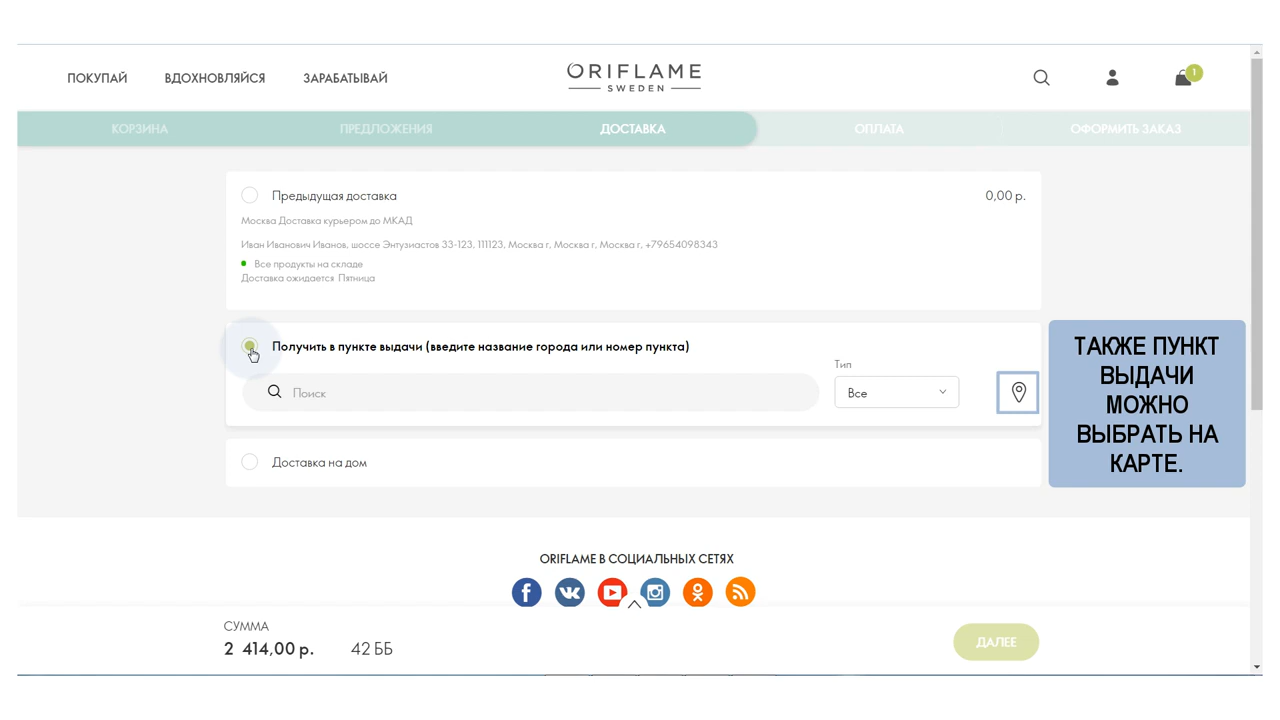 ПОКУПАЙ ВДОХНОВЛЯЙСЯ ЗАРАБАТЫВАЙ
ORIFLAME
SWEDEN
1
КОРЗИНА ПРЕДЛОЖЕНИЯ ДОСТАВКА ОПЛАТА ОФОРМИТЬ ЗАКАЗ
Предыдущая доставка 0,00 р.
Москва Доставка курьером до МКАД
Иван Иванович Иванов, шоссе Энтузиастов 33-123, 111123, Москва г, Москва г, Москва г, +79654098343
Все продукты на складе
Доставка ожидается Пятница
Получить в пункте выдачи (введите название города или номер пункта)
Тип
Поиск Все
ТАКЖЕ ПУНКТ
ВЫДАЧИ
МОЖНО
ВЫБРАТЬ НА
КАРТЕ.
Доставка на дом
ORIFLAME В СОЦИАЛЬНЫХ СЕТЯХ
СУММА
2 414,00 р. 42 ББ
ДАЛЕЕ